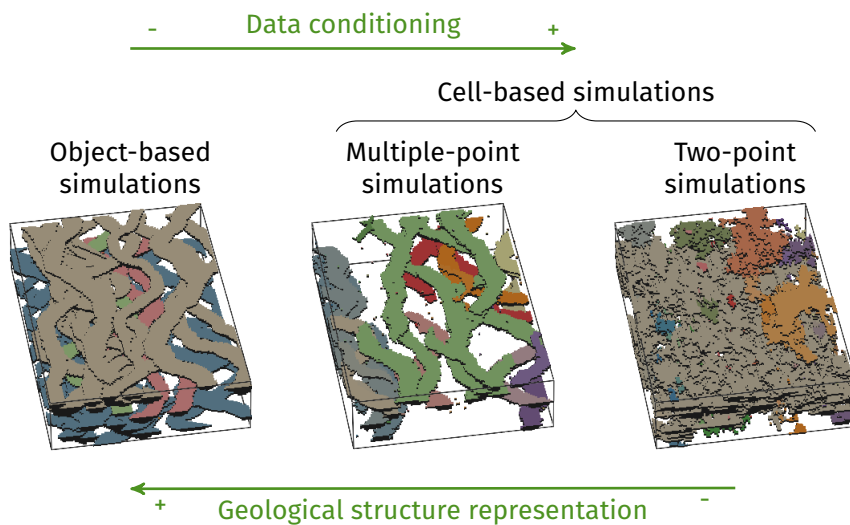 Data conditioning
- +
Cell-based simulations
Object-based
simulations
Multiple-point
simulations
Two-point
simulations
+ -
Geological structure representation